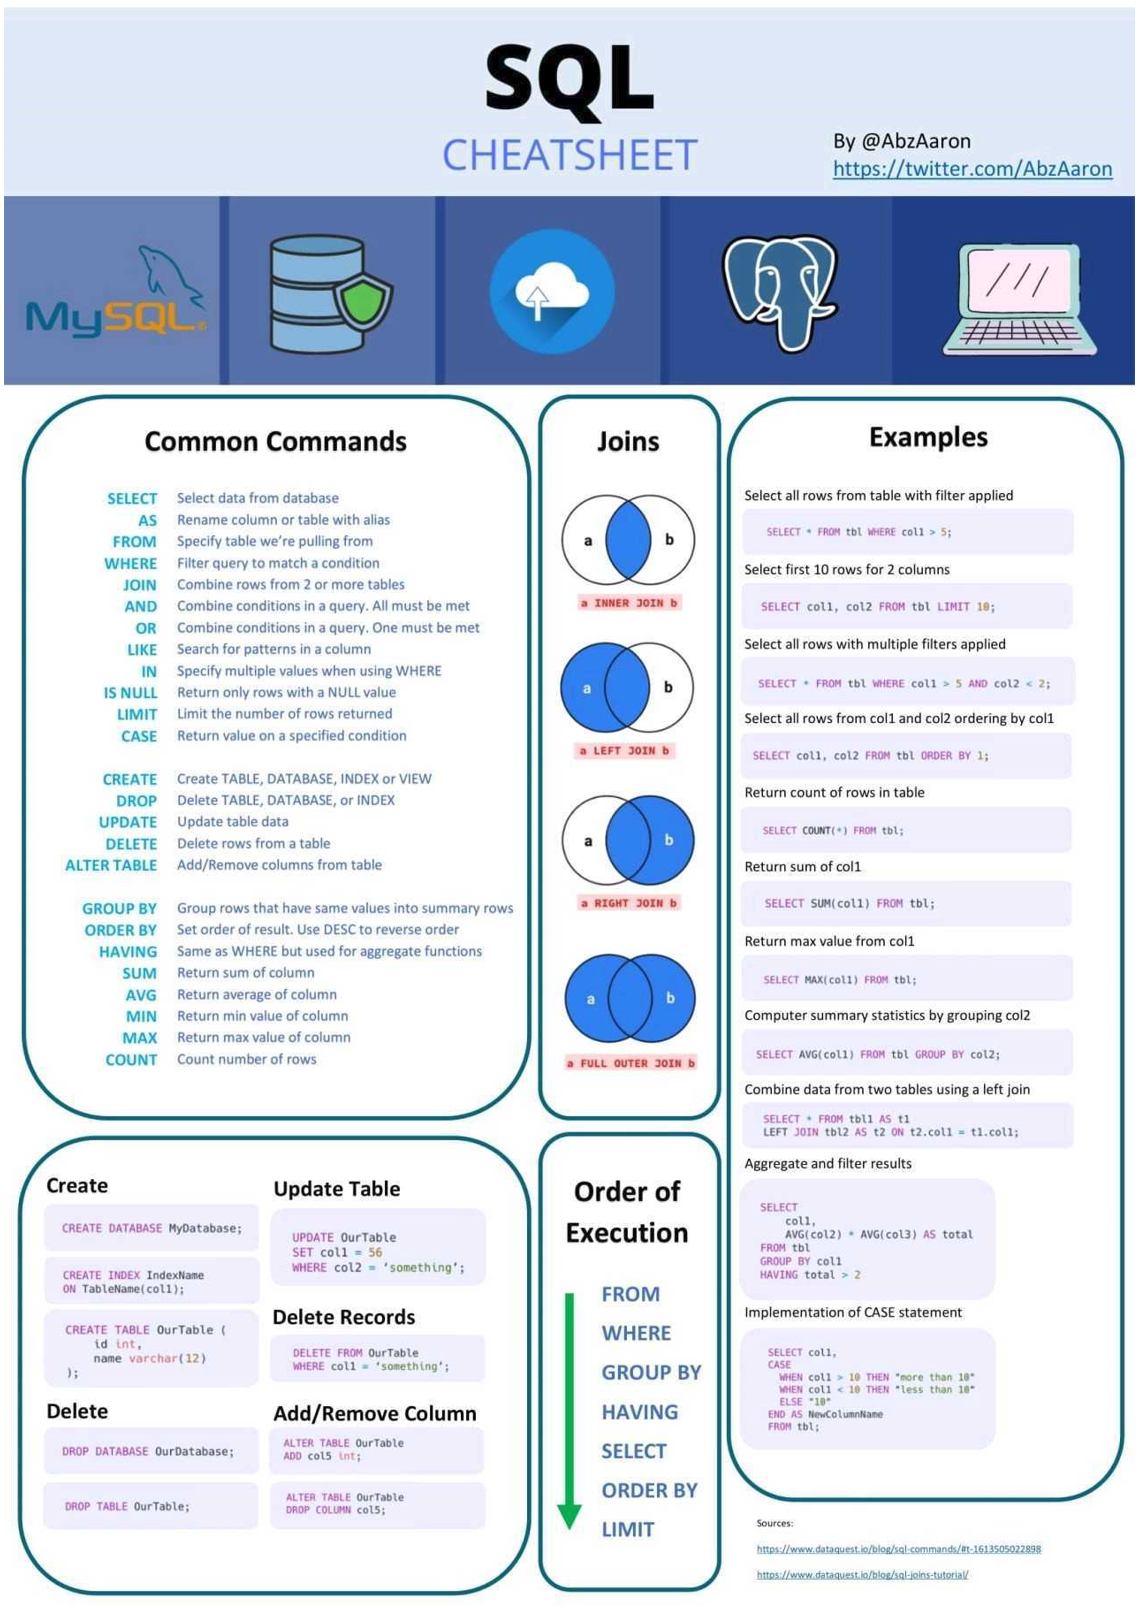 SQL
CHEATSHEET
By @AbzAaron
https://twitter.com/AbzAaron
MySQL®
Common Commands
SELECT Select data from database
AS Rename column or table with alias
FROM Specify table we're pulling from
WHERE Filter query to match a condition
JOIN Combine rows from 2 or more tables
AND Combine conditions in a query. All must be met
OR Combine conditions in a query. One must be met
LIKE Search for patterns in a column
IN Specify multiple values when using WHERE
IS NULL Return only rows with a NULL value
LIMIT Limit the number of rows returned
CASE Return value on a specified condition
CREATE Create TABLE, DATABASE, INDEX or VIEW
DROP Delete TABLE, DATABASE, or INDEX
UPDATE Update table data
DELETE Delete rows from a table
ALTER TABLE Add/Remove columns from table
GROUP BY Group rows that have same values into summary rows
ORDER BY Set order of result. Use DESC to reverse order
HAVING Same as WHERE but used for aggregate functions
SUM Return sum of column
AVG Return average of column
MIN Return min value of column
MAX Return max value of column
COUNT Count number of rows
Joins
a b
a INNER JOIN b
a b
a LEFT JOIN b
a b
a RIGHT JOIN b
a b
a FULL OUTER JOIN b
Examples
Select all rows from table with filter applied
SELECT * FROM tbl WHERE col1 > 5;
Select first 10 rows for 2 columns
SELECT col1, col2 FROM tbl LIMIT 10;
Select all rows with multiple filters applied
SELECT * FROM tbl WHERE col1 > 5 AND col2 < 2;
Select all rows from col1 and col2 ordering by col1
SELECT col1, col2 FROM tbl ORDER BY 1;
Return count of rows in table
SELECT COUNT(*) FROM tbl;
Return sum of col1
SELECT SUM(col1) FROM tbl;
Return max value from col1
SELECT MAX(col1) FROM tbl;
Computer summary statistics by grouping col2
SELECT AVG(col1) FROM tbl GROUP BY col2;
Combine data from two tables using a left join
SELECT * FROM tbl1 AS t1
LEFT JOIN tbl2 AS t2 ON t2.col1 = t1.col1;
Aggregate and filter results
SELECT
col1,
AVG(col2) * AVG(col3) AS total
FROM tbl
GROUP BY col1
HAVING total > 2
Implementation of CASE statement
SELECT col1,
CASE
WHEN col1 > 10 THEN "more than 10"
WHEN col1 < 10 THEN "less than 10"
ELSE "10"
END AS NewColumnName
FROM tbl;
Create
CREATE DATABASE MyDatabase;
CREATE INDEX IndexName
ON TableName(col1);
CREATE TABLE OurTable (
id int,
name varchar(12)
);
Delete
DROP DATABASE OurDatabase;
DROP TABLE OurTable;
Update Table
UPDATE OurTable
SET col1 = 56
WHERE col2 = ‘something’;
Delete Records
DELETE FROM OurTable
WHERE col1 = ‘something’;
Add/Remove Column
ALTER TABLE OurTable
ADD col5 int;
ALTER TABLE OurTable
DROP COLUMN col5;
Order of
Execution
FROM
WHERE
GROUP BY
HAVING
SELECT
ORDER BY
LIMIT
Sources:
https://www.dataquest.io/blog/sql-commands/#t-1613505022898
https://www.dataquest.io/blog/sql-joins-tutorial/